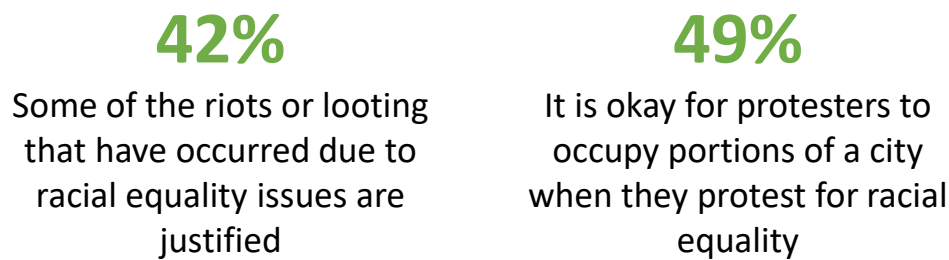 42%
Some of the riots or looting
that have occurred due to
racial equality issues are
justified
49%
It is okay for protesters to
occupy portions of a city
when they protest for racial
equality